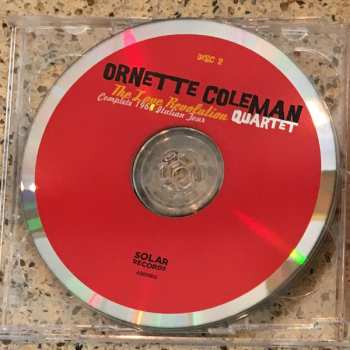 DISC 2
ORNETTE COLEMAN
The Love Revolution QUARTET
Complete 1968 Italian Tour
SOLAR
RECORDS